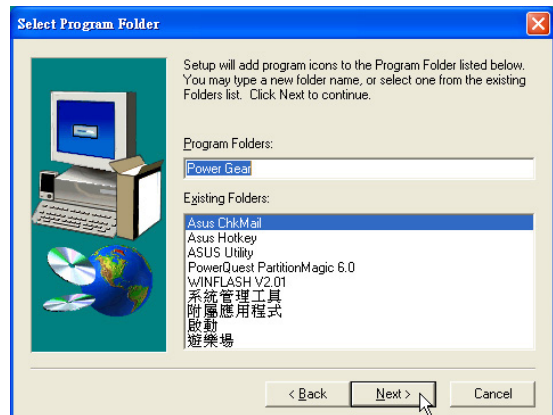 Select Program Folder
Setup will add program icons to the Program Folder listed below.
You may type a new folder name, or select one from the existing
Folders list. Click Next to continue.
Program Folders:
Power Gear
Existing Folders:
Asus ChkMail
Asus Hotkey
ASUS Utility
PowerQuest PartitionMagic 6.0
WINFLASH V2.01
系統管理工具
附屬應用程式
啟動
遊樂場
< Back
Next >
Cancel